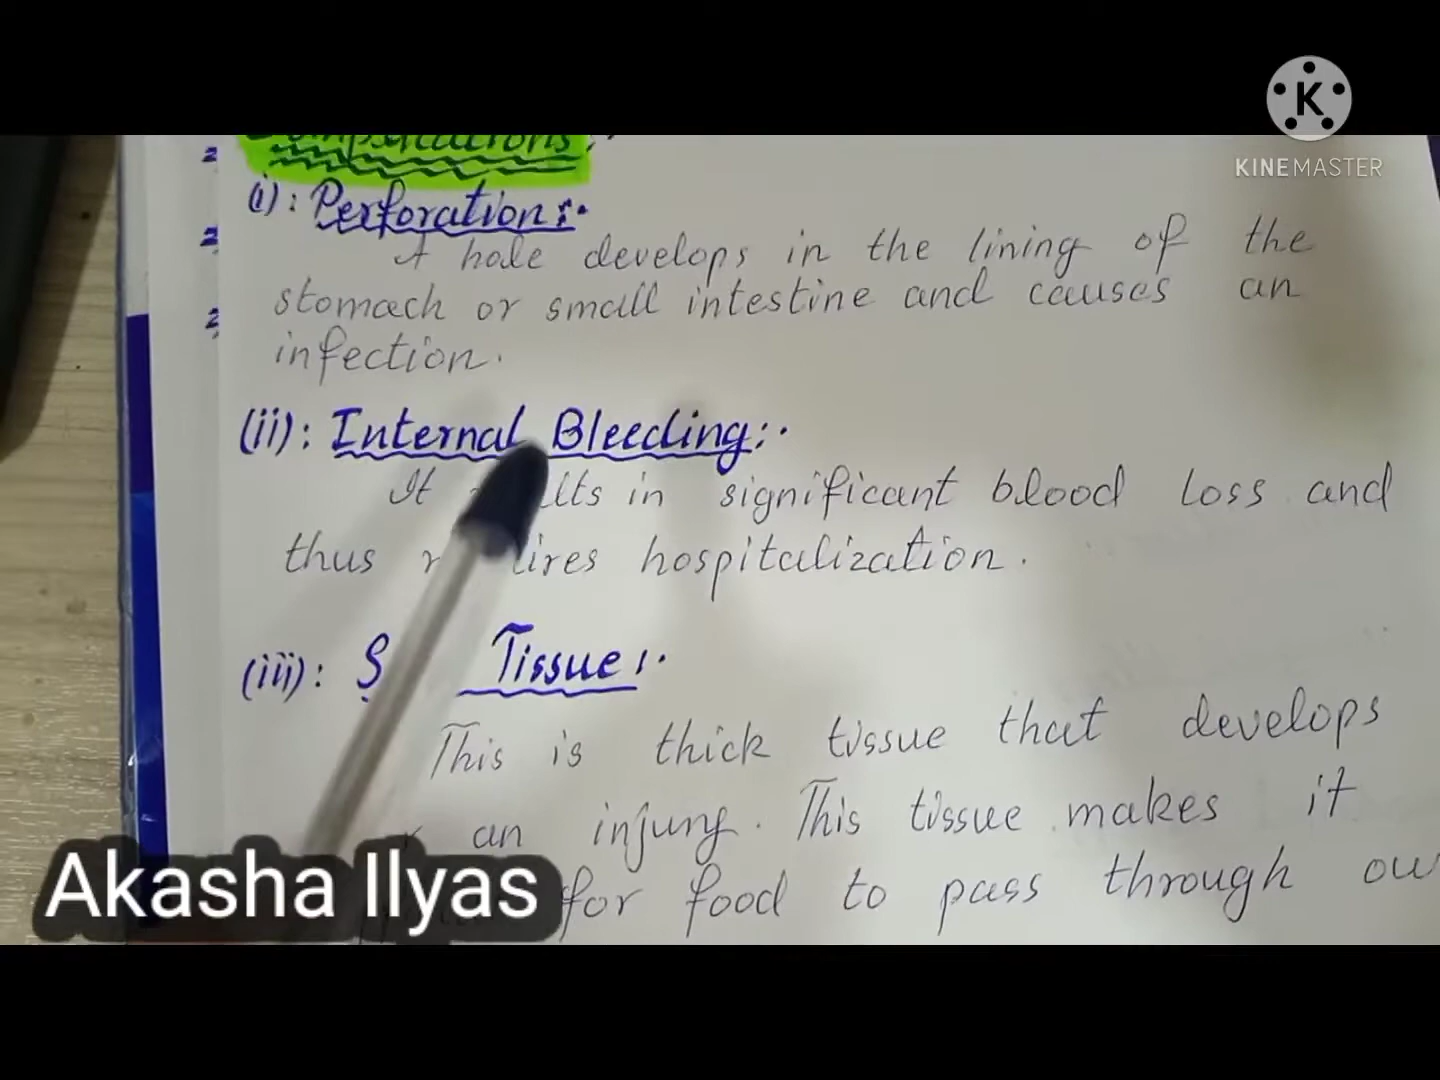 KINEMASTER
(i): Perforation:-
A hole develops in the lining of the
stomach or small intestine and causes an
infection.
(ii): Internal Bleeding:-
It in significant blood loss and
thus hospitalization.
(iii): Tissue:-
This is thick tissue that develops
an injury. This tissue makes it
for food to pass through
Akasha Ilyas